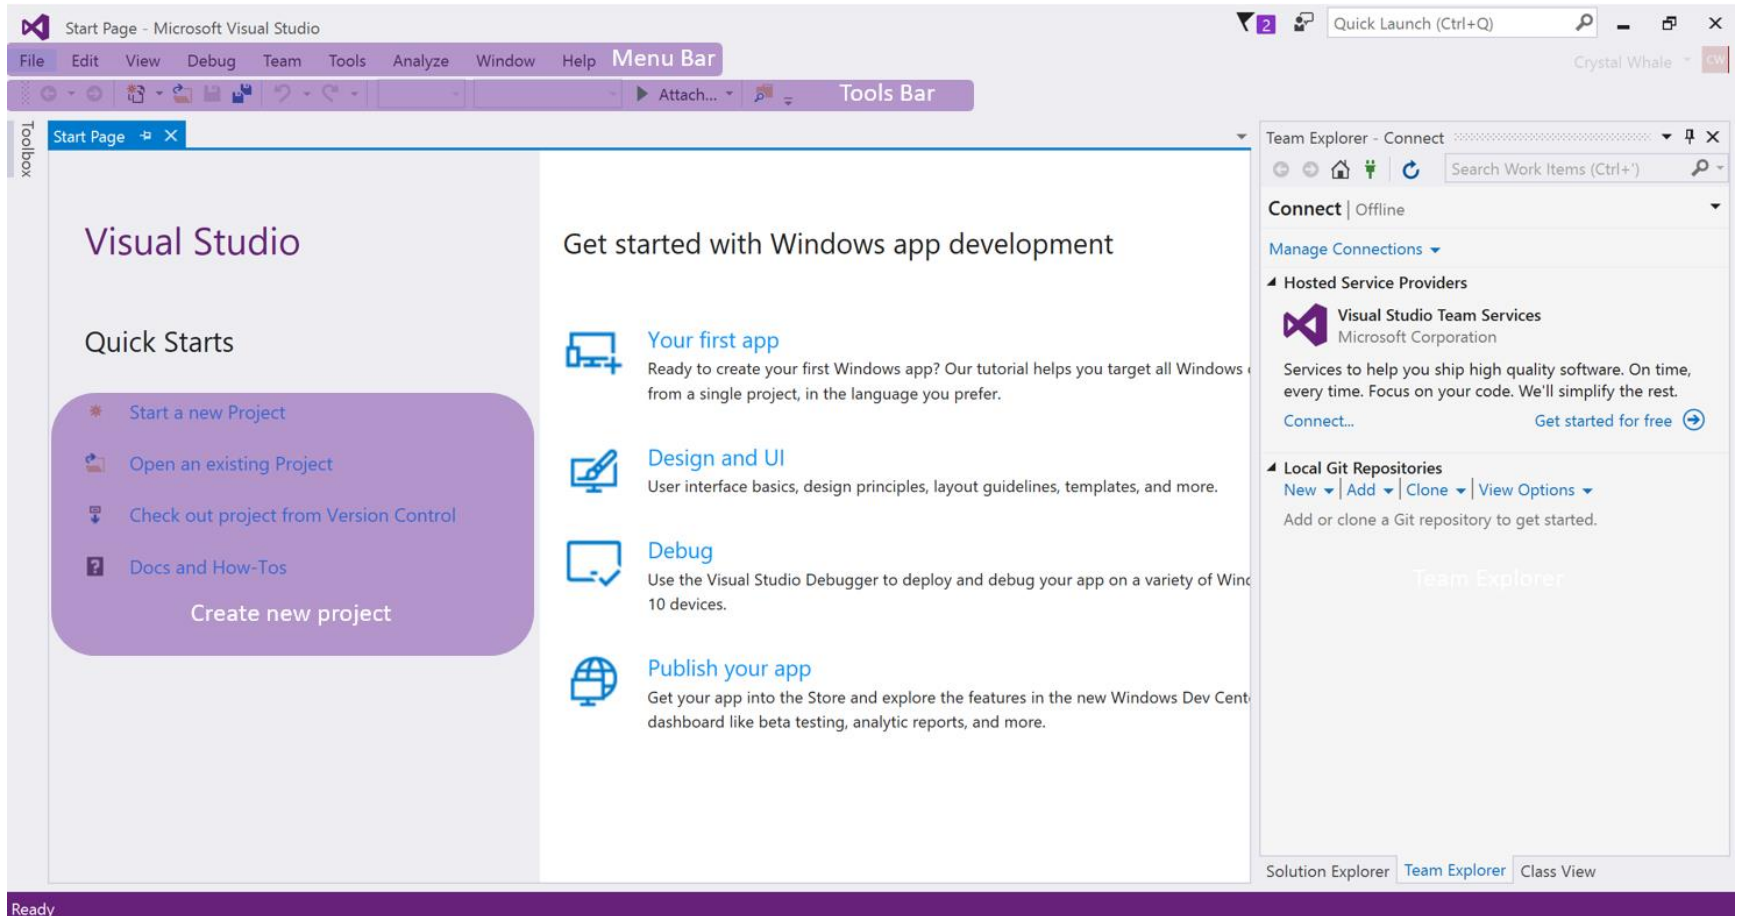 Start Page - Microsoft Visual Studio
2
Quick Launch (Ctrl+Q)
File Edit View Debug Team Tools Analyze Window Help Menu Bar
Crystal Whale CW
Attach... Tools Bar
Toolbox
Start Page
Visual Studio
Quick Starts
Start a new Project
Open an existing Project
Check out project from Version Control
Docs and How-Tos
Create new project
Get started with Windows app development
Your first app
Ready to create your first Windows app? Our tutorial helps you target all Windows
from a single project, in the language you prefer.
Design and UI
User interface basics, design principles, layout guidelines, templates, and more.
Debug
Use the Visual Studio Debugger to deploy and debug your app on a variety of
10 devices.
Publish your app
Get your app into the Store and explore the features in the new Windows Dev
dashboard like beta testing, analytic reports, and more.
Team Explorer - Connect
Search Work Items (Ctrl+')
Connect | Offline
Manage Connections
Hosted Service Providers
Visual Studio Team Services
Microsoft Corporation
Services to help you ship high quality software. On time,
every time. Focus on your code. We'll simplify the rest.
Connect... Get started for free
Local Git Repositories
New | Add | Clone | View Options
Add or clone a Git repository to get started.
Team Explorer
Solution Explorer Team Explorer Class View
Ready